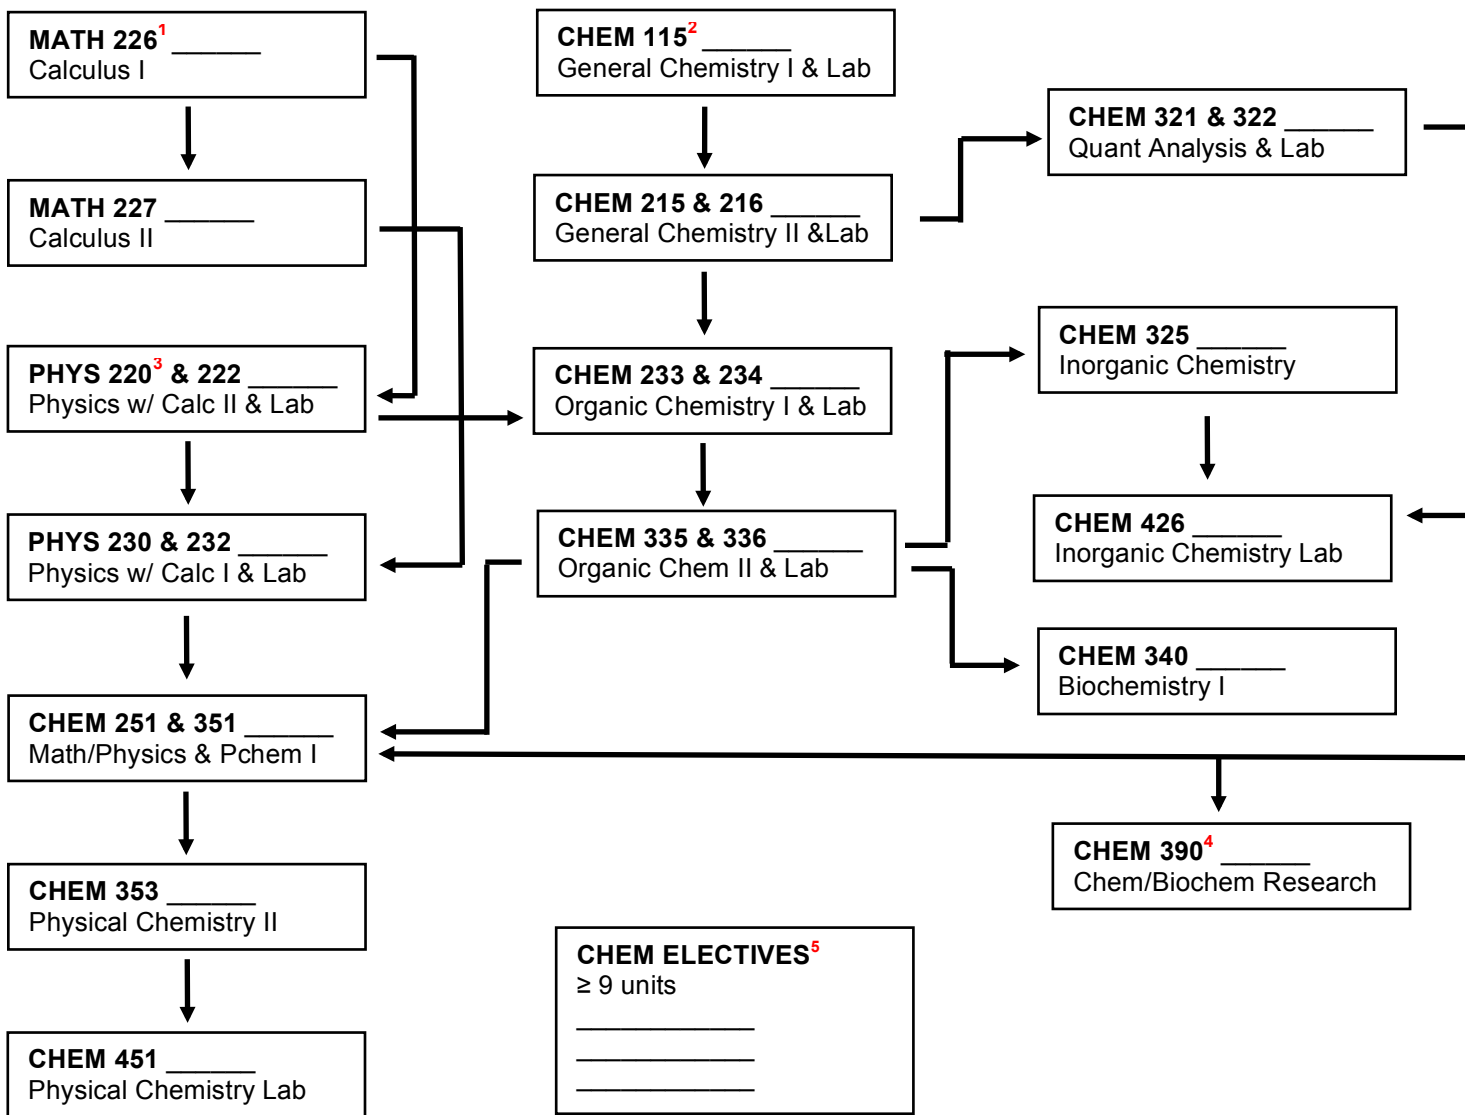 MATH 226¹ ______
Calculus I
MATH 227 ______
Calculus II
PHYS 220³ & 222 ______
Physics w/ Calc II & Lab
PHYS 230 & 232 ______
Physics w/ Calc I & Lab
CHEM 251 & 351 ______
Math/Physics & Pchem I
CHEM 353 ______
Physical Chemistry II
CHEM 451 ______
Physical Chemistry Lab
CHEM 115² ______
General Chemistry I & Lab
CHEM 215 & 216 ______
General Chemistry II &Lab
CHEM 233 & 234 ______
Organic Chemistry I & Lab
CHEM 335 & 336 ______
Organic Chem II & Lab
CHEM ELECTIVES⁵
≥ 9 units
____________
____________
____________
CHEM 321 & 322 ______
Quant Analysis & Lab
CHEM 325 ______
Inorganic Chemistry
CHEM 426 ______
Inorganic Chemistry Lab
CHEM 340 ______
Biochemistry I
CHEM 390⁴ ______
Chem/Biochem Research